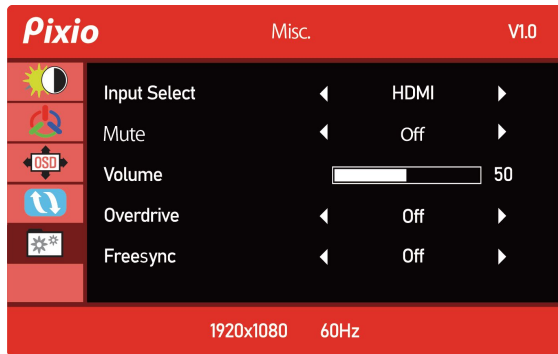 Pixio Misc. V1.0
Input Select HDMI
Mute Off
OSD
Volume 50
Overdrive Off
Freesync Off
1920x1080 60Hz